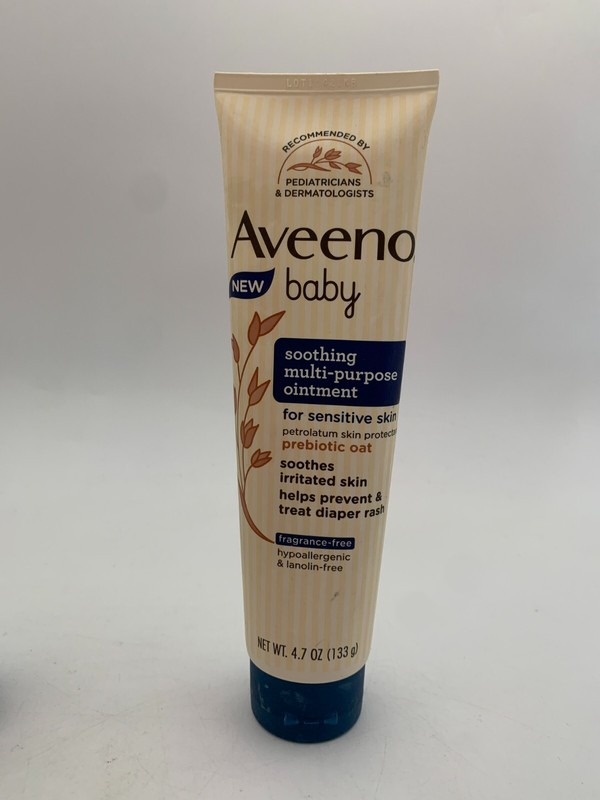 RECOMMENDED BY
PEDIATRICIANS
& DERMATOLOGISTS
Aveeno
NEW baby
soothing
multi-purpose
ointment
for sensitive skin
petrolatum skin
prebiotic oat
soothes
irritated skin
helps prevent &
treat diaper rash
fragrance-free
hypoallergenic
& lanolin-free
NET WT. 4.7 OZ (133 g)